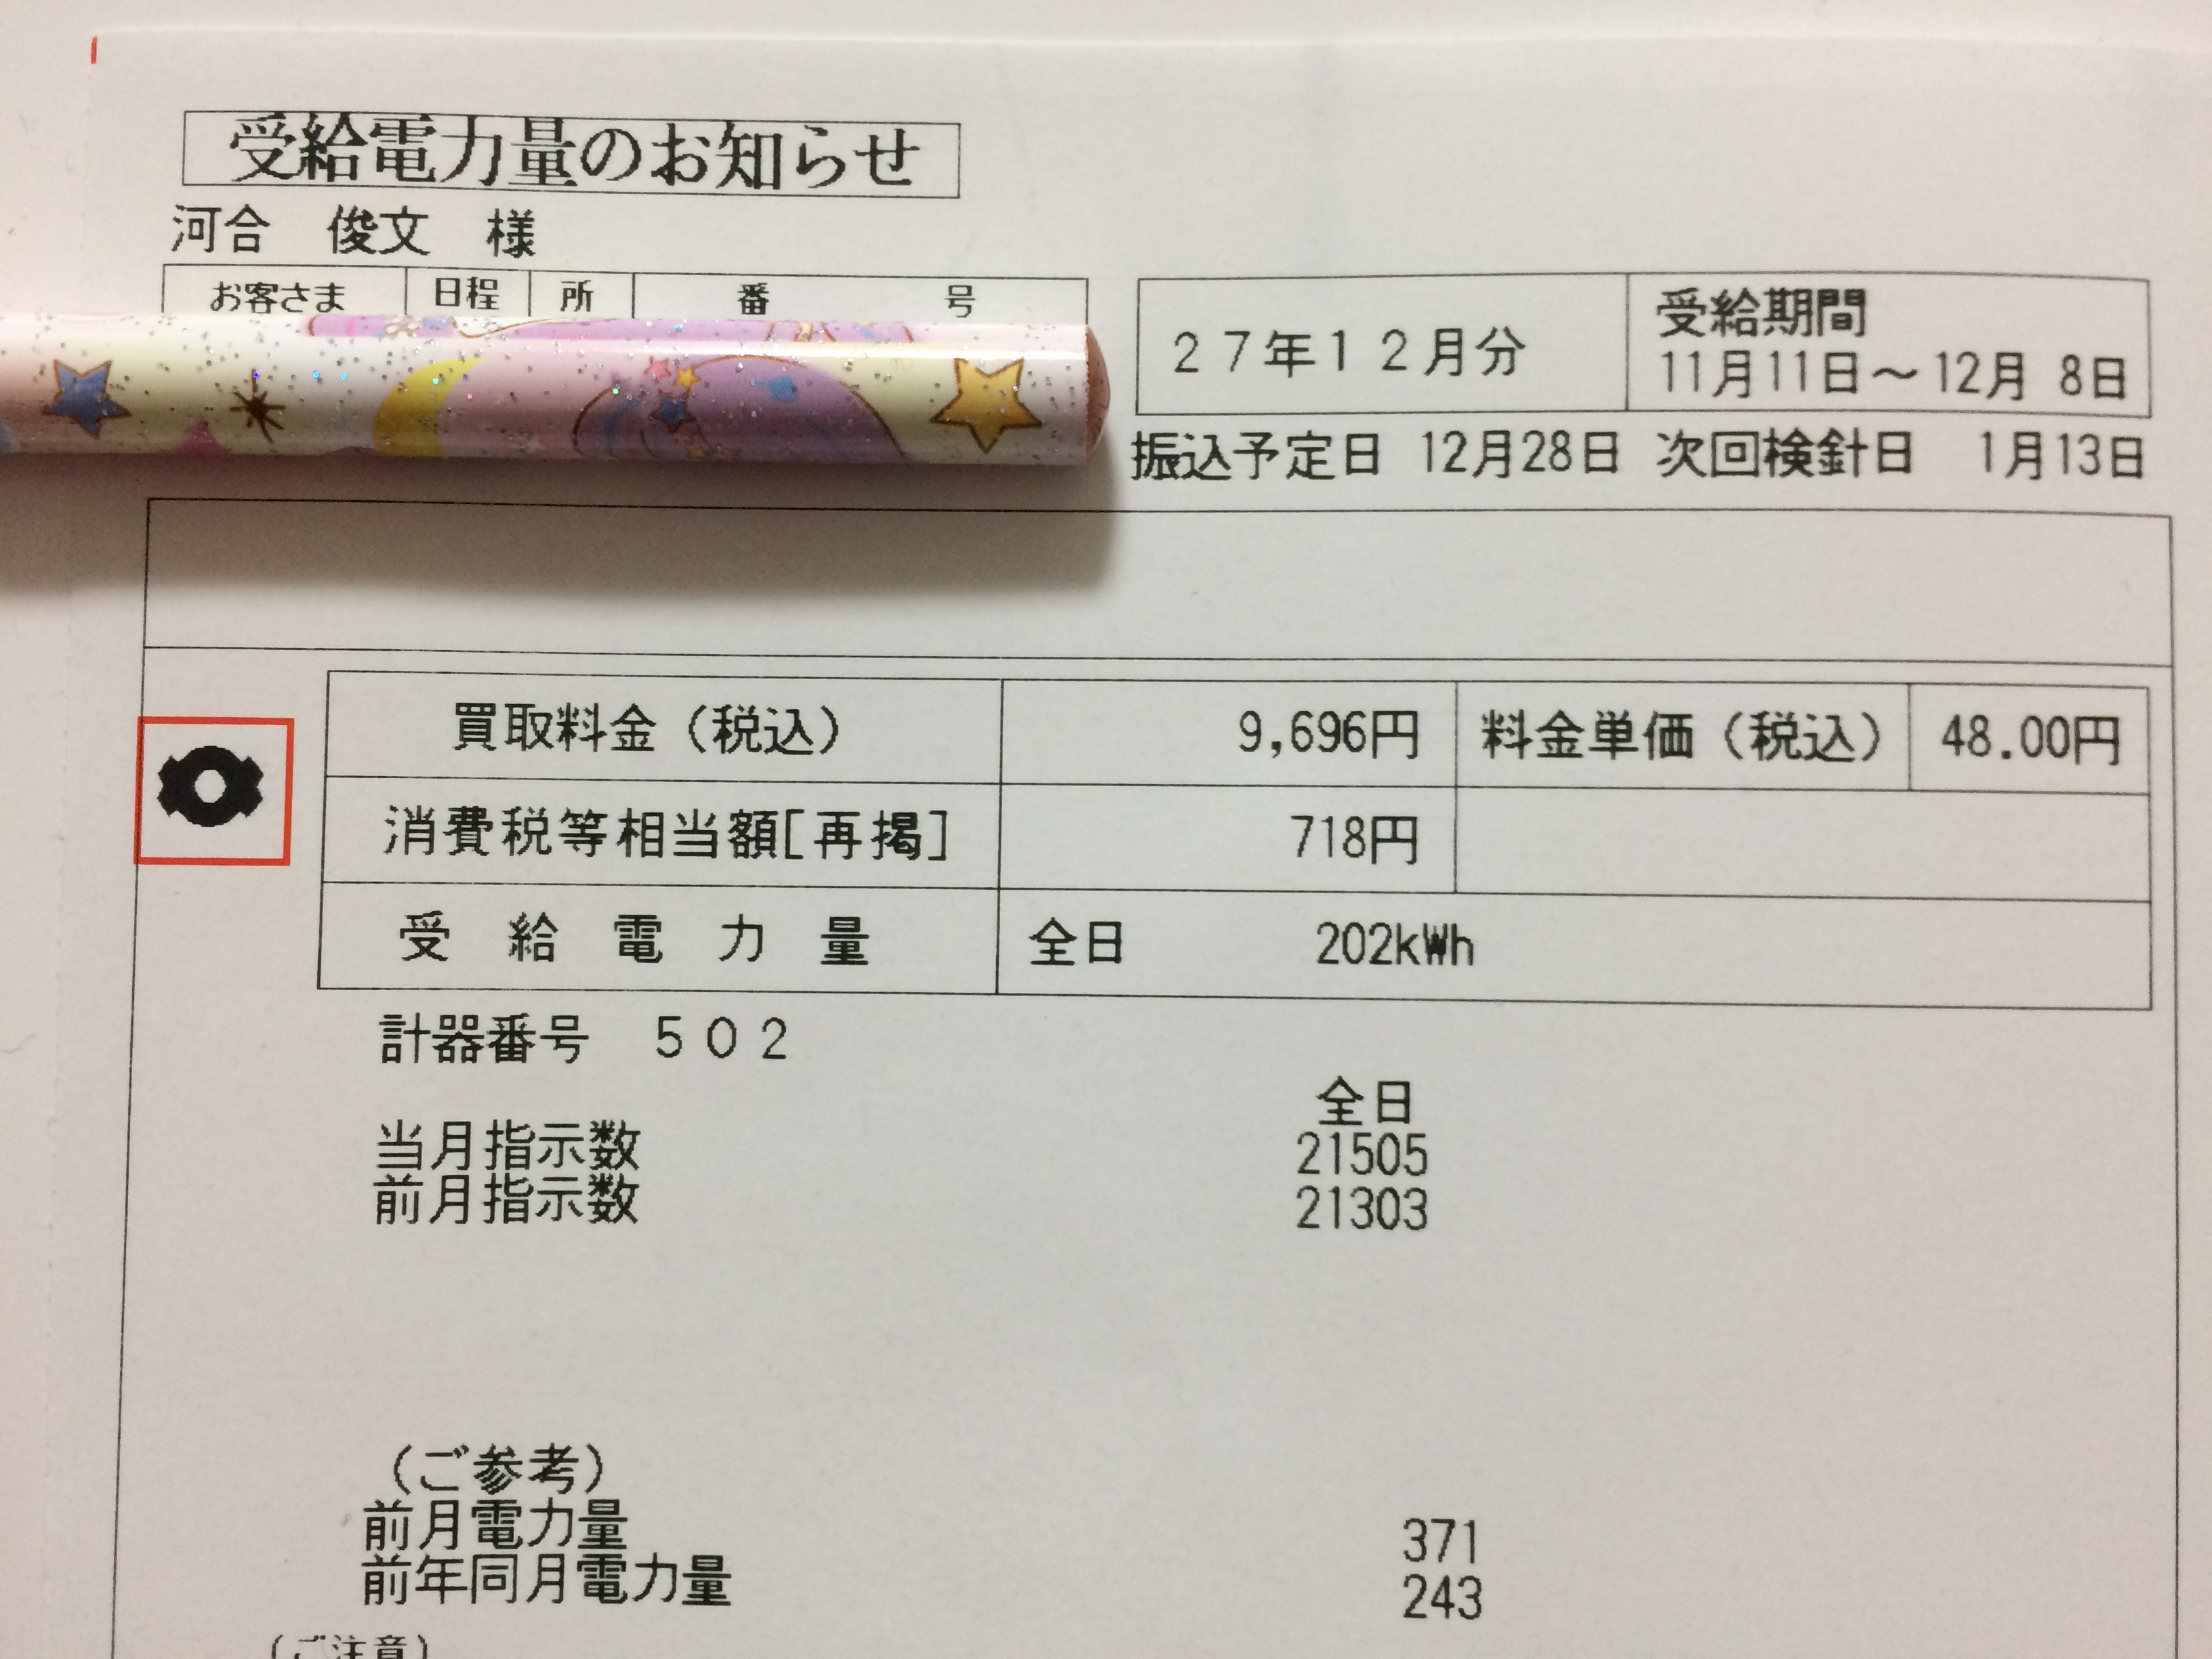 受給電力量のお知らせ
河合 俊文 様
お客さま 日程 所 番 号
27年12月分
受給期間
11月11日～12月 8日
振込予定日 12月28日 次回検針日 1月13日
買取料金（税込） 9,696円 料金単価（税込） 48.00円
消費税等相当額[再掲] 718円
受 給 電 力 量 全日 202kWh
計器番号 502
全日
当月指示数 21505
前月指示数 21303
（ご参考）
前月電力量 371
前年同月電力量 243
（ご注意）